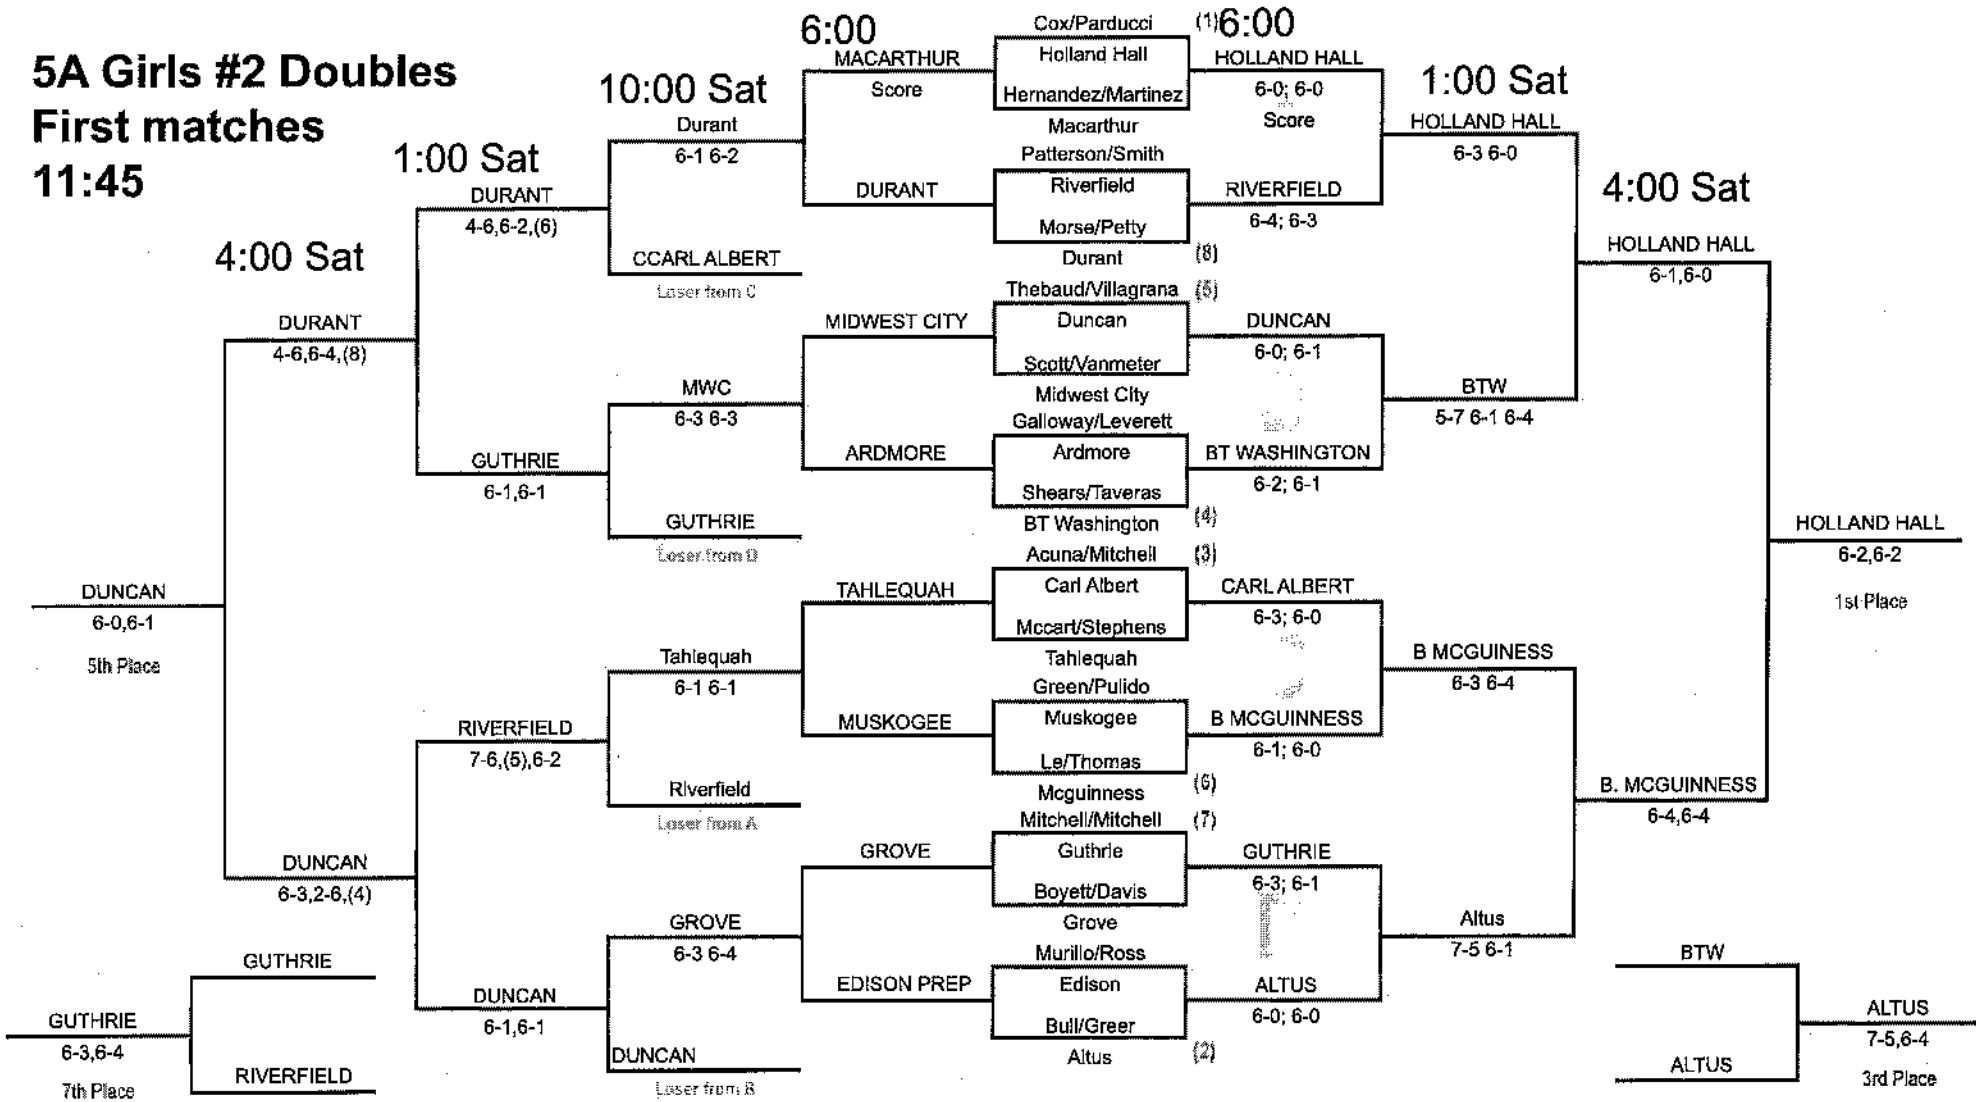 5A Girls #2 Doubles
First matches
11:45
4:00 Sat
1:00 Sat
10:00 Sat
6:00
6:00
1:00 Sat
4:00 Sat
DUNCAN
6-0,6-1
5th Place
DURANT
4-6,6-4,(8)
DUNCAN
6-3,2-6,(4)
GUTHRIE
RIVERFIELD
GUTHRIE
6-3,6-4
7th Place
DURANT
4-6,6-2,(6)
GUTHRIE
6-1,6-1
RIVERFIELD
7-6,(5),6-2
DUNCAN
6-1,6-1
Durant
6-1 6-2
CCARL ALBERT
Loser from C
MWC
6-3 6-3
GUTHRIE
Loser from D
Tahlequah
6-1 6-1
Riverfield
Loser from A
GROVE
6-3 6-4
DUNCAN
Loser from B
MACARTHUR
Score
DURANT
MIDWEST CITY
ARDMORE
TAHLEQUAH
MUSKOGEE
GROVE
EDISON PREP
Cox/Parducci (1)
Holland Hall
Hernandez/Martinez
Macarthur
Patterson/Smith
Riverfield
Morse/Petty
Durant (8)
Thebaud/Villagrana (5)
Duncan
Scott/Vanmeter
Midwest City
Galloway/Leverett
Ardmore
Shears/Taveras
BT Washington (4)
Acuna/Mitchell (3)
Carl Albert
Mccart/Stephens
Tahlequah
Green/Pulido
Muskogee
Le/Thomas
Mcguinness (6)
Mitchell/Mitchell (7)
Guthrie
Boyett/Davis
Grove
Murillo/Ross
Edison
Bull/Greer
Altus (2)
HOLLAND HALL
6-0; 6-0
Score
RIVERFIELD
6-4; 6-3
DUNCAN
6-0; 6-1
BT WASHINGTON
6-2; 6-1
CARL ALBERT
6-3; 6-0
B MCGUINNESS
6-1; 6-0
GUTHRIE
6-3; 6-1
ALTUS
6-0; 6-0
HOLLAND HALL
6-3 6-0
BTW
5-7 6-1 6-4
B MCGUINESS
6-3 6-4
Altus
7-5 6-1
HOLLAND HALL
6-1,6-0
B. MCGUINNESS
6-4,6-4
HOLLAND HALL
6-2,6-2
1st Place
BTW
ALTUS
ALTUS
7-5,6-4
3rd Place